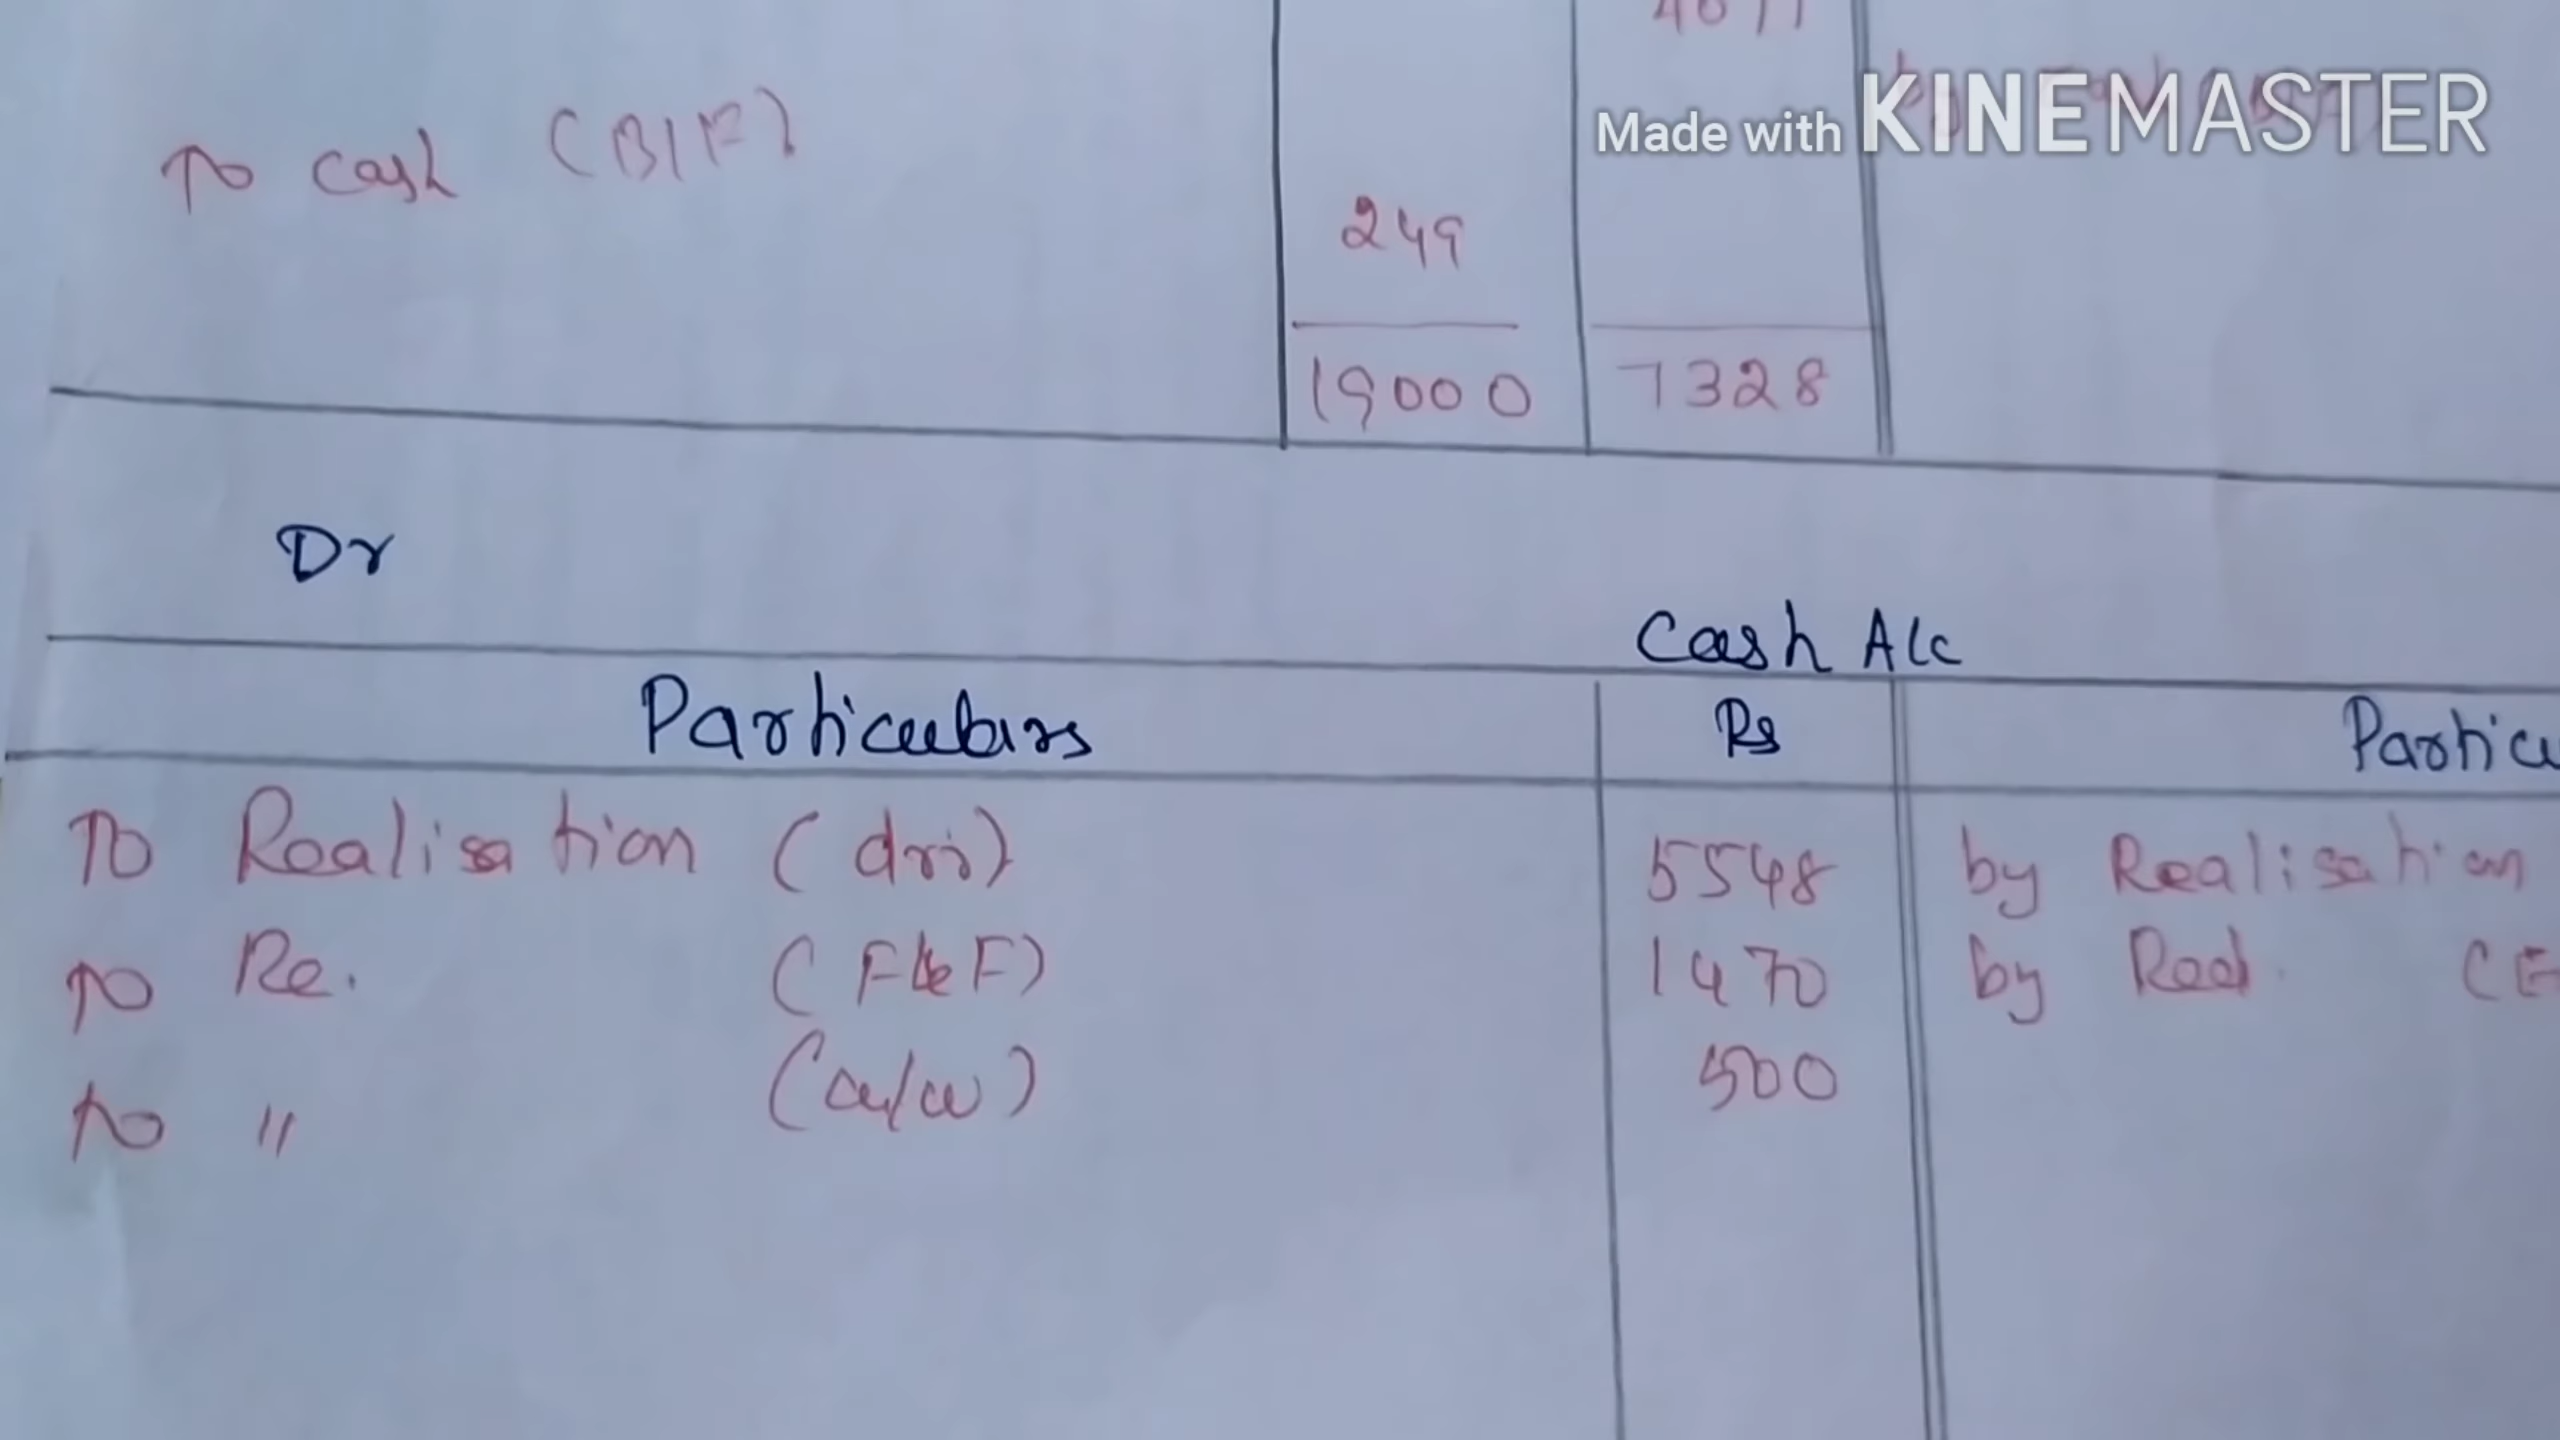 Made with KINEMASTER
To cash (B/F)
249
19000 7328
Dr
Cash A/c
Particulars Rs Particu
To Realisation (drs) 5548 by Realisation
To Re. (F&F) 1470 by Real.
To " 500